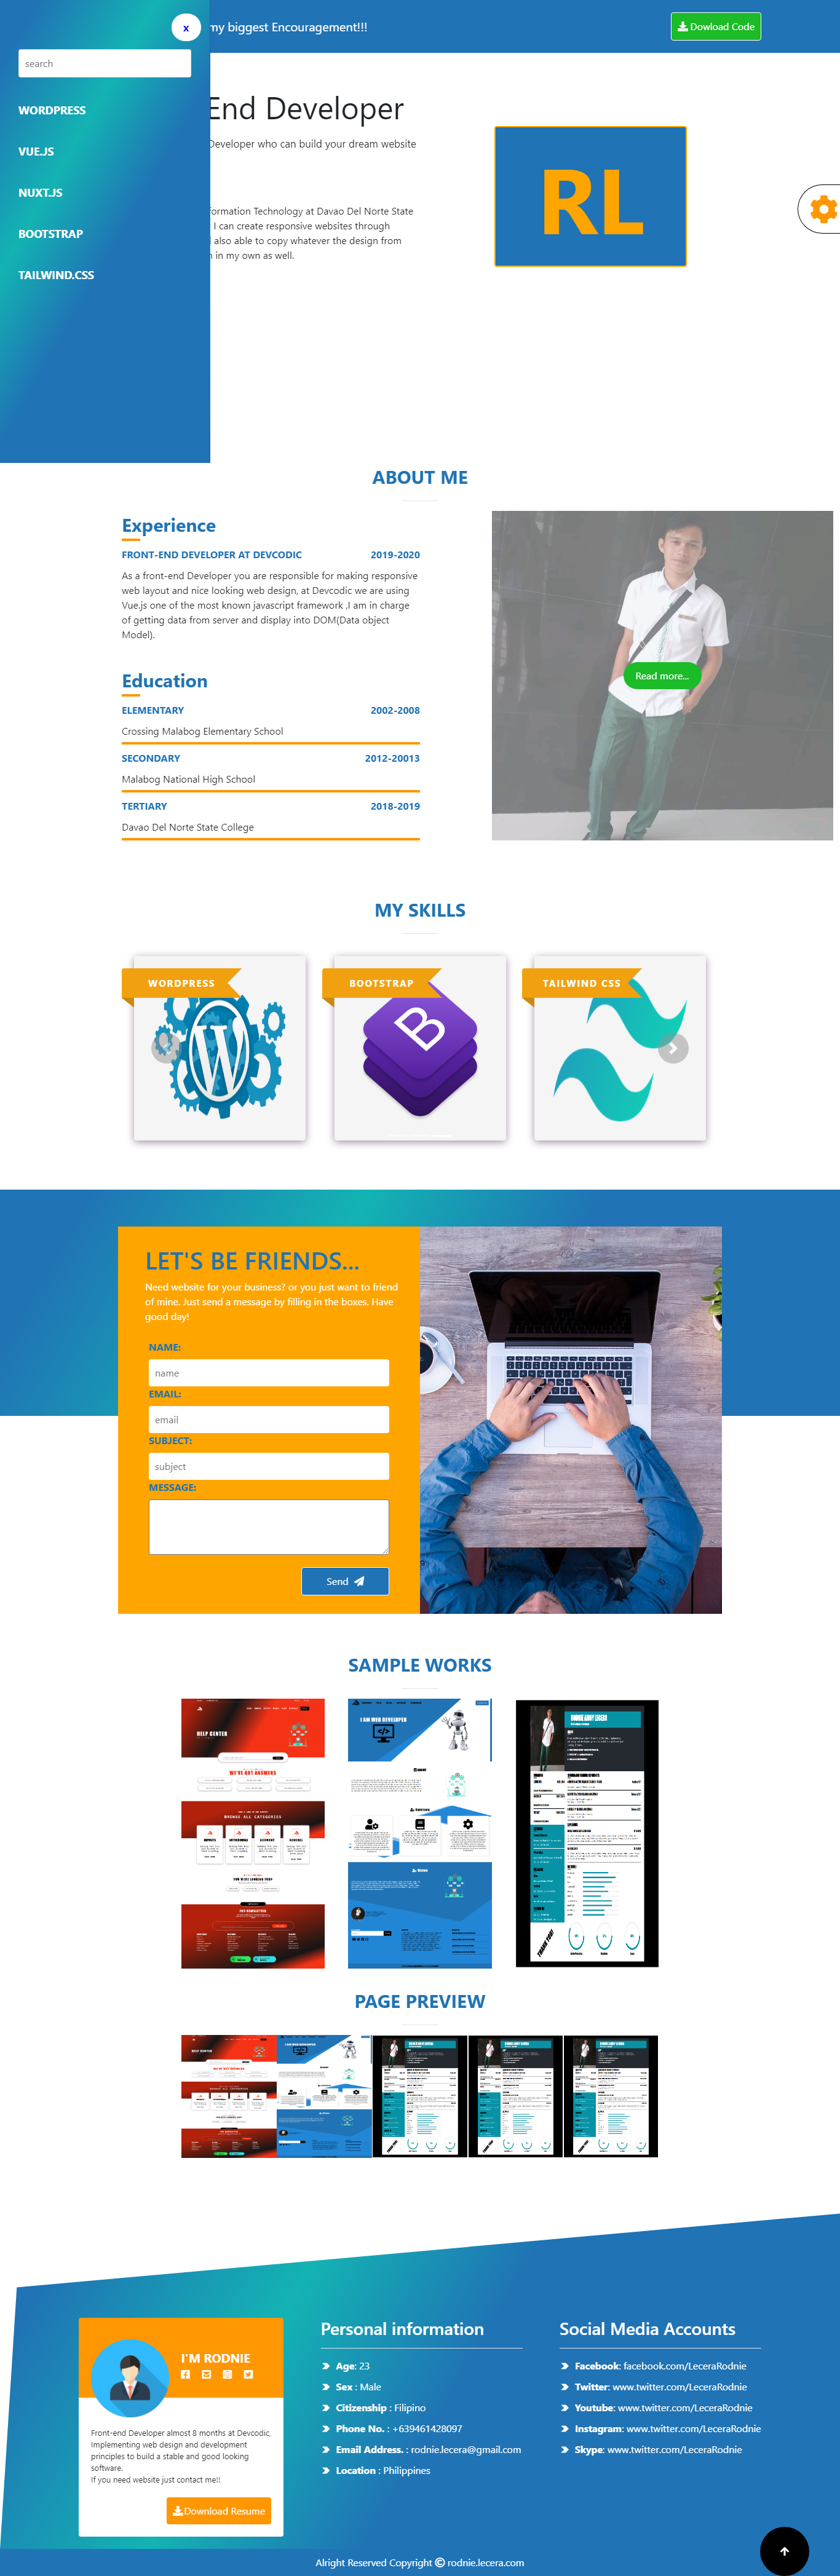 x
my biggest Encouragement!!!
Dowload Code
search
WORDPRESS
VUE.JS
NUXT.JS
BOOTSTRAP
TAILWIND.CSS
End Developer
Developer who can build your dream website
formation Technology at Davao Del Norte State
I can create responsive websites through
also able to copy whatever the design from
in my own as well.
RL
ABOUT ME
Experience
FRONT-END DEVELOPER AT DEVCODIC 2019-2020
As a front-end Developer you are responsible for making responsive
web layout and nice looking web design, at Devcodic we are using
Vue.js one of the most known javascript framework ,I am in charge
of getting data from server and display into DOM(Data object
Model).
Read more...
Education
ELEMENTARY 2002-2008
Crossing Malabog Elementary School
SECONDARY 2012-20013
Malabog National High School
TERTIARY 2018-2019
Davao Del Norte State College
MY SKILLS
WORDPRESS
BOOTSTRAP
TAILWIND CSS
LET'S BE FRIENDS...
Need website for your business? or you just want to friend
of mine. Just send a message by filling in the boxes. Have
good day!
NAME:
name
EMAIL:
email
SUBJECT:
subject
MESSAGE:
Send
SAMPLE WORKS
HELP CENTER
WE'VE GOT ANSWERS
BROWSE ALL CATEGORIES
I AM WEB DEVELOPER
THANK YOU!
PAGE PREVIEW
I'M RODNIE
Front-end Developer almost 8 months at Devcodic,
Implementing web design and development
principles to build a stable and good looking
software.
If you need website just contact me!!
Download Resume
Personal information
Age: 23
Sex : Male
Citizenship : Filipino
Phone No. : +639461428097
Email Address. : rodnie.lecera@gmail.com
Location : Philippines
Social Media Accounts
Facebook: facebook.com/LeceraRodnie
Twitter: www.twitter.com/LeceraRodnie
Youtube: www.twitter.com/LeceraRodnie
Instagram: www.twitter.com/LeceraRodnie
Skype: www.twitter.com/LeceraRodnie
Alright Reserved Copyright © rodnie.lecera.com